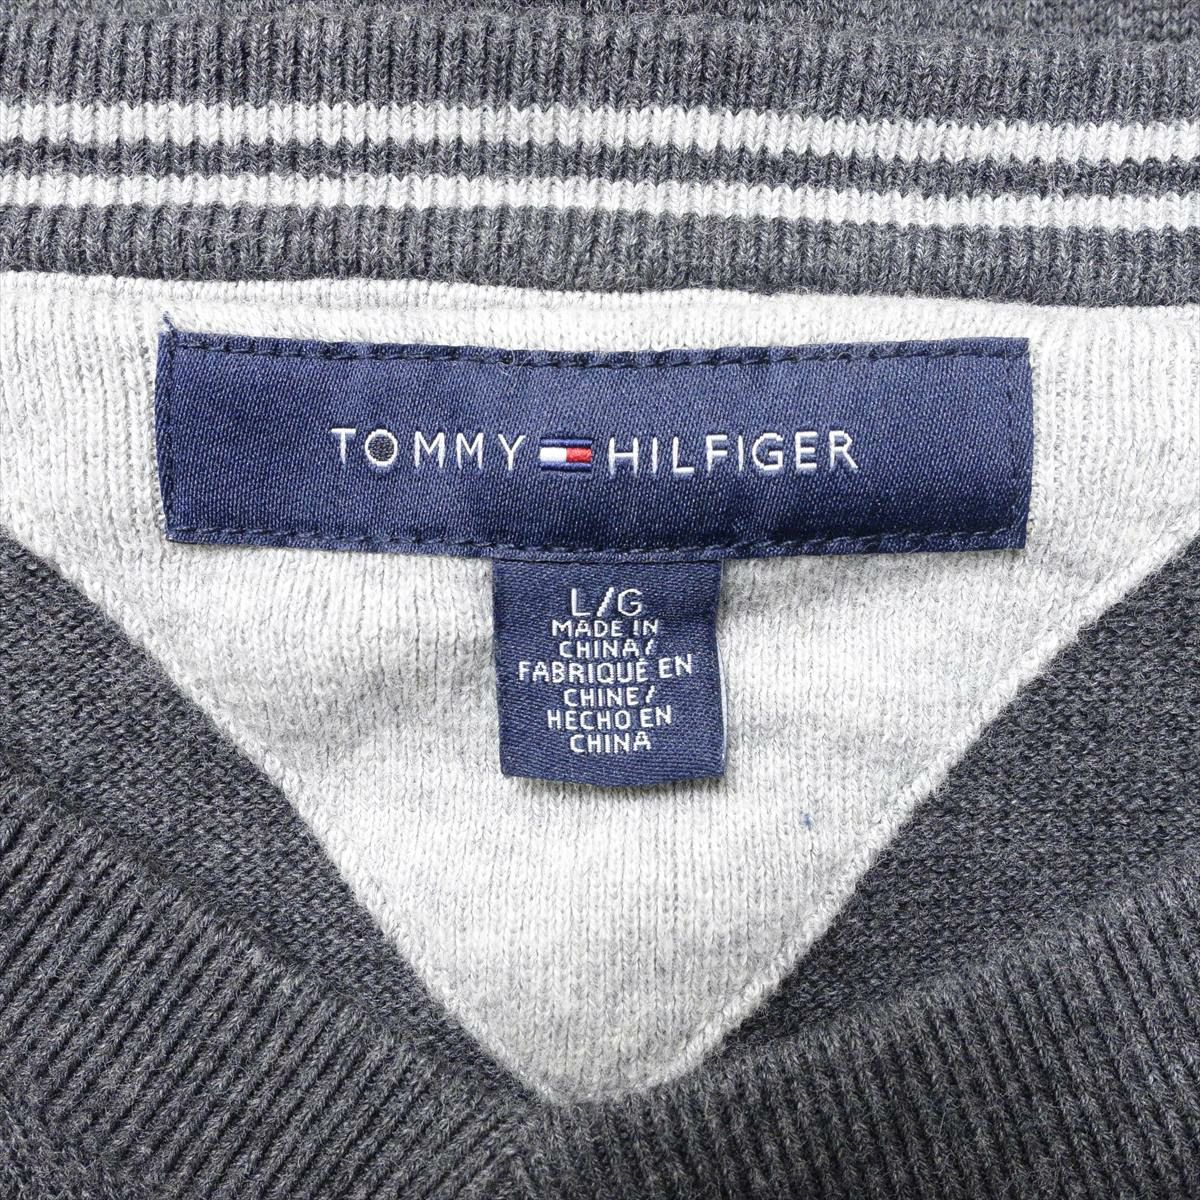 TOMMY HILFIGER
L/G
MADE IN
CHINA/
FABRIQUÉ EN
CHINE/
HECHO EN
CHINA